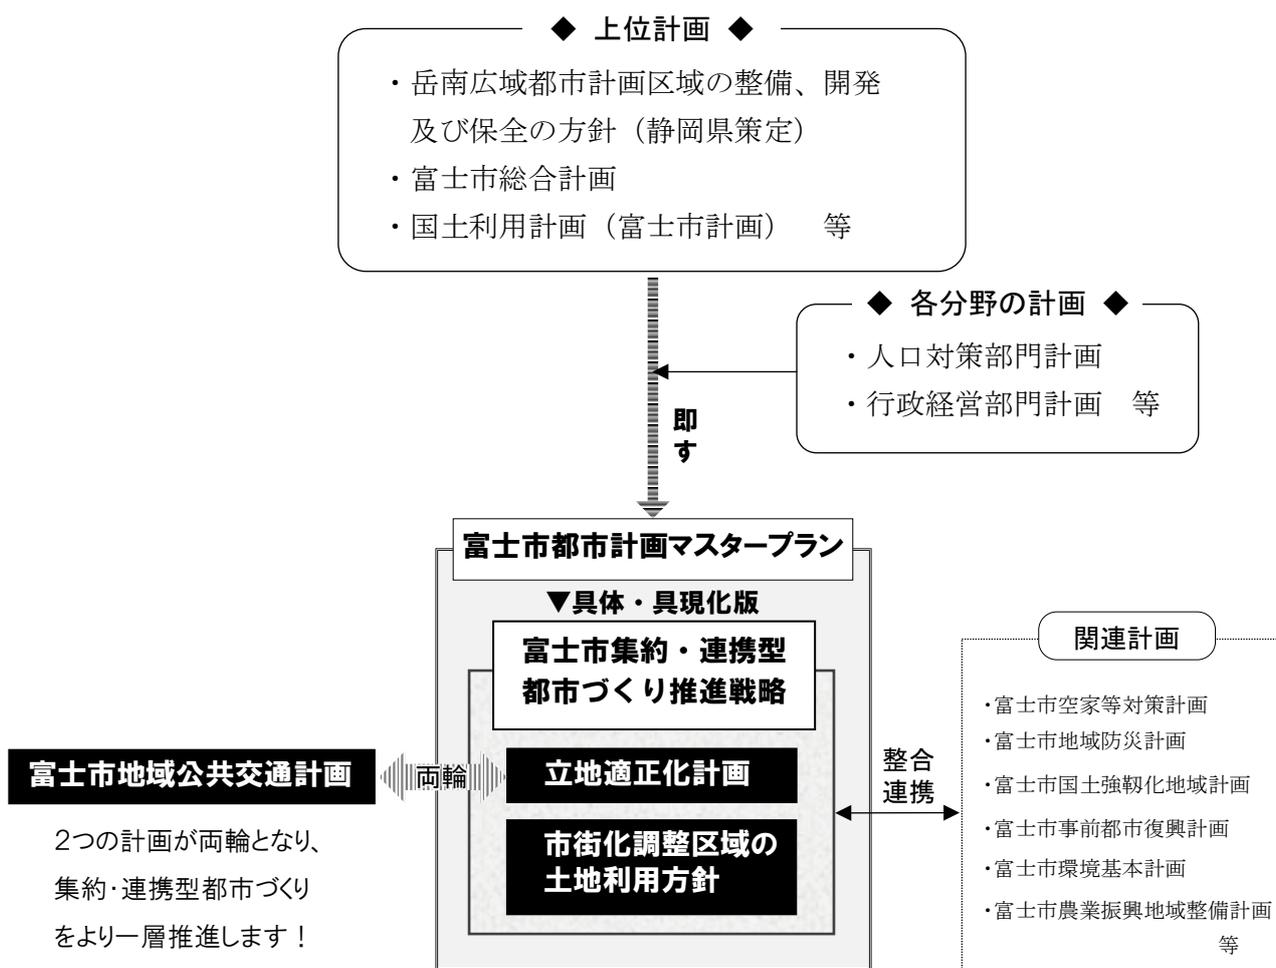 ◆ 上位計画 ◆
・岳南広域都市計画区域の整備、開発
及び保全の方針（静岡県策定）
・富士市総合計画
・国土利用計画（富士市計画）　等
◆ 各分野の計画 ◆
・人口対策部門計画
・行政経営部門計画　等
即
す
富士市都市計画マスタープラン
▼具体・具現化版
富士市集約・連携型
都市づくり推進戦略
立地適正化計画
市街化調整区域の
土地利用方針
富士市地域公共交通計画
両輪
２つの計画が両輪となり、
集約・連携型都市づくり
をより一層推進します！
整合
連携
関連計画
・富士市空家等対策計画
・富士市地域防災計画
・富士市国土強靱化地域計画
・富士市事前都市復興計画
・富士市環境基本計画
・富士市農業振興地域整備計画
等